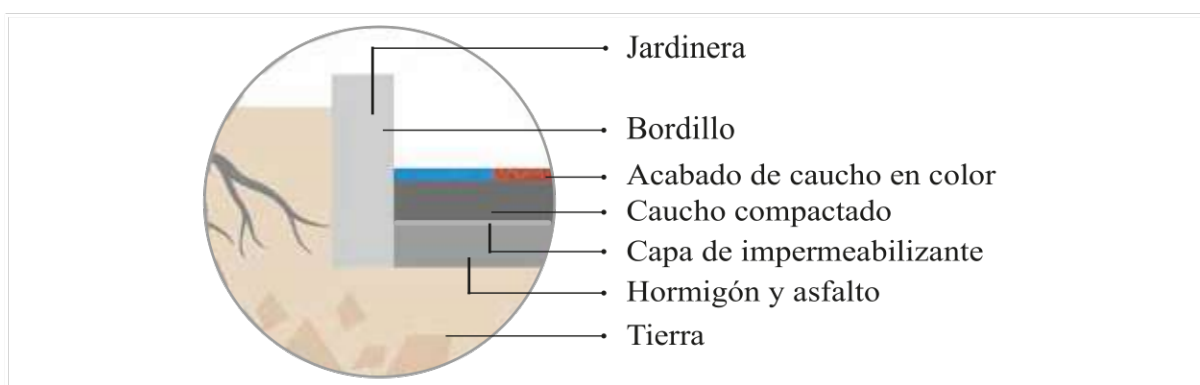 Jardinera
Bordillo
Acabado de caucho en color
Caucho compactado
Capa de impermeabilizante
Hormigón y asfalto
Tierra